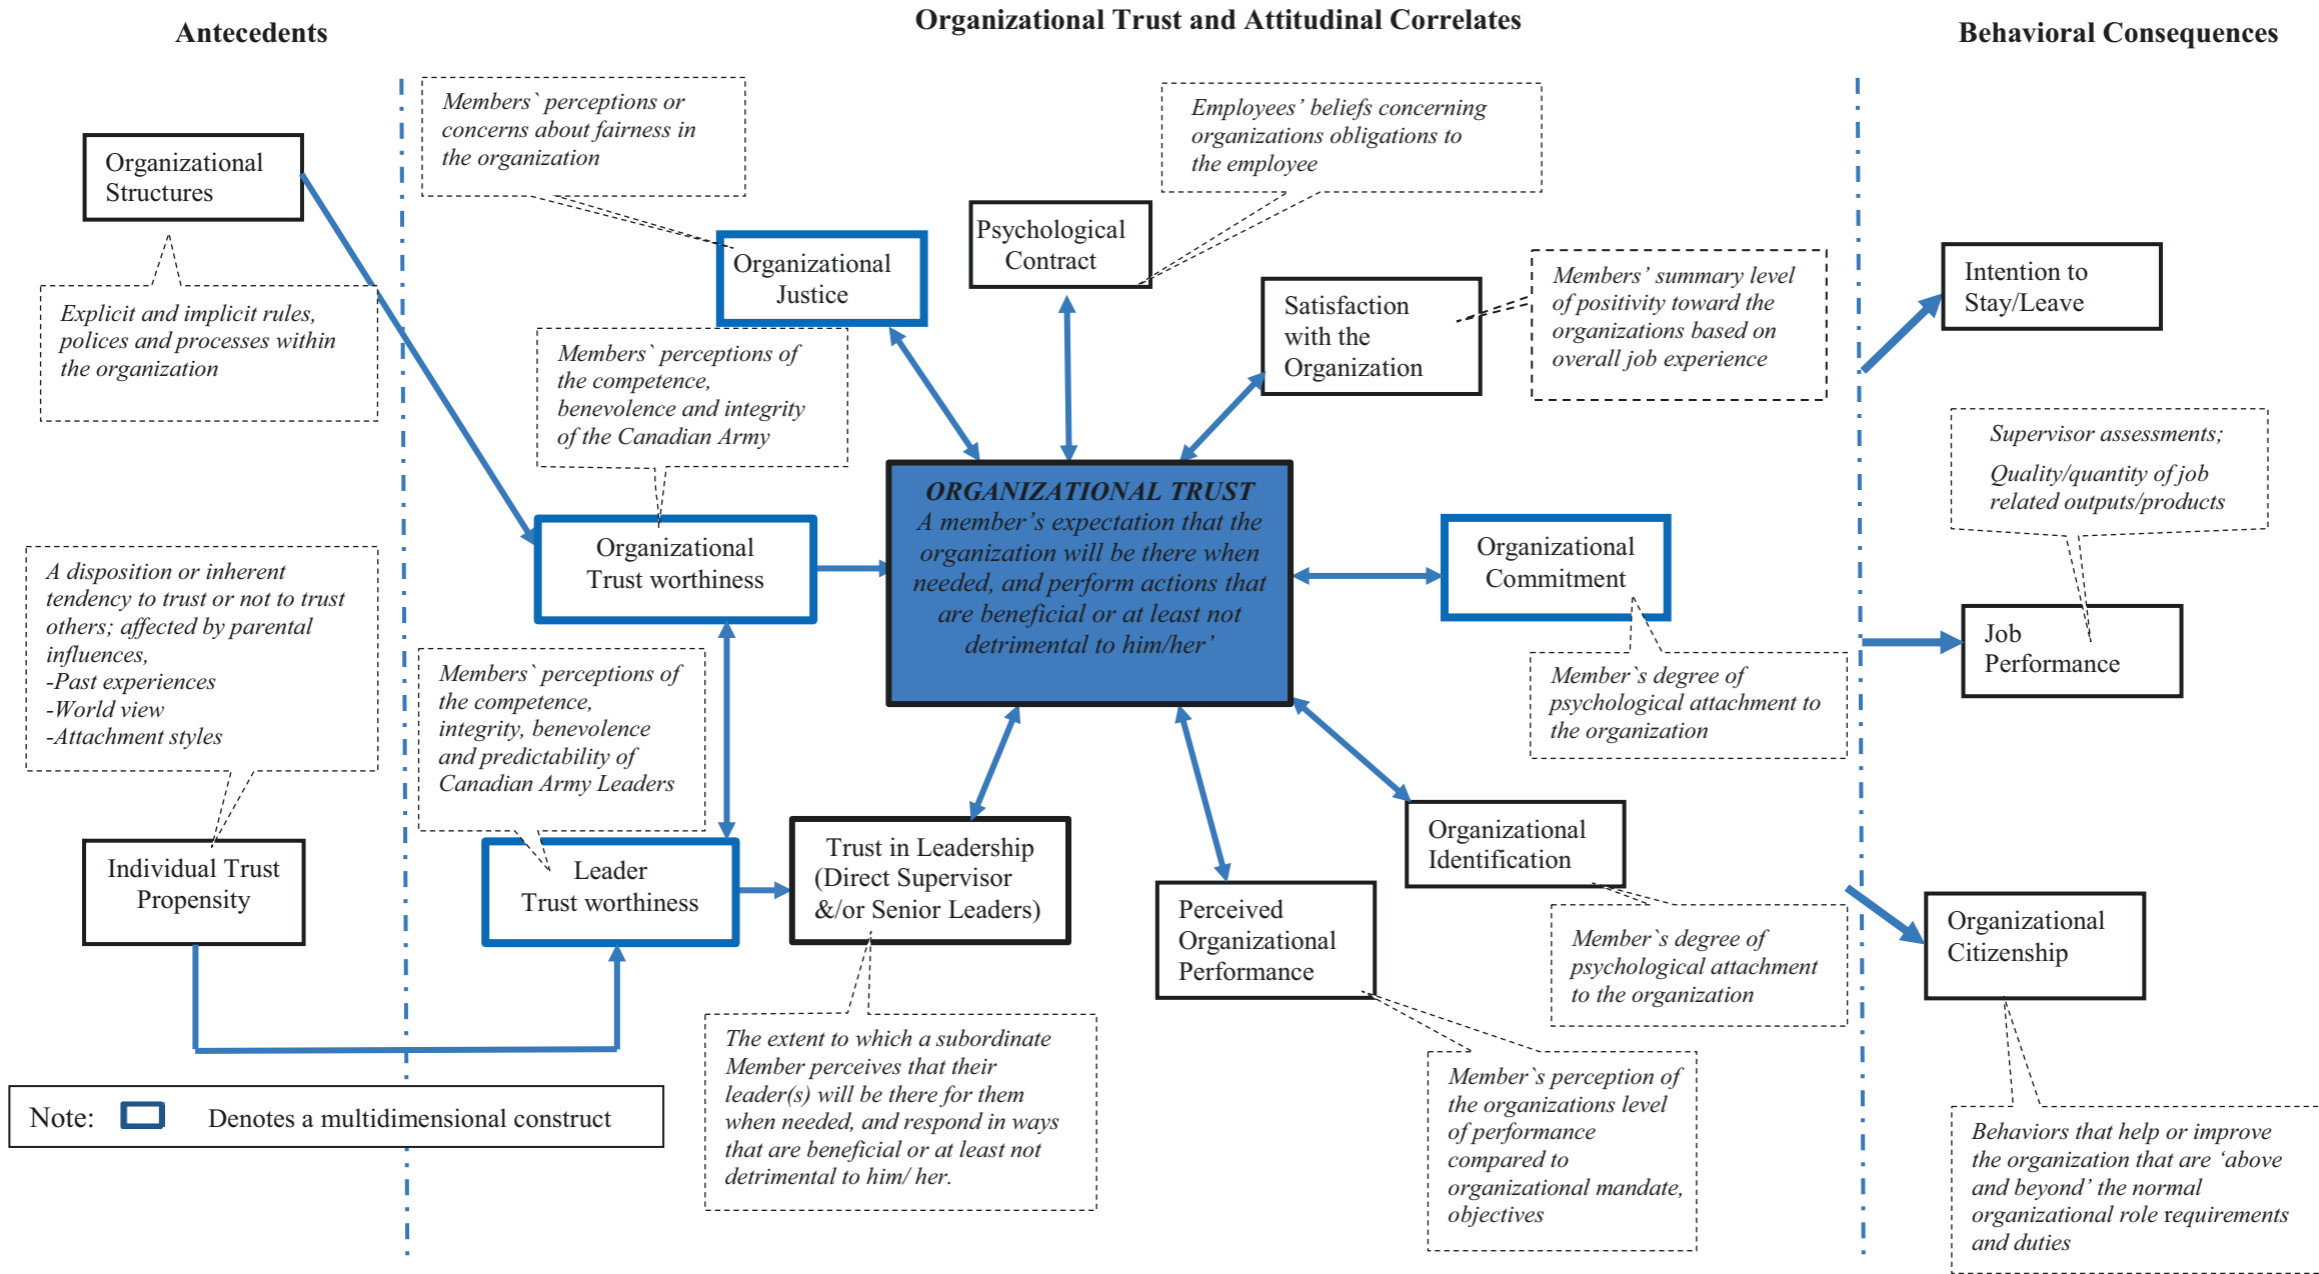 Antecedents
Organizational Trust and Attitudinal Correlates
Behavioral Consequences
Organizational
Structures
Explicit and implicit rules,
polices and processes within
the organization
A disposition or inherent
tendency to trust or not to trust
others; affected by parental
influences,
-Past experiences
-World view
-Attachment styles
Individual Trust
Propensity
Note:
Denotes a multidimensional construct
Members` perceptions or
concerns about fairness in
the organization
Organizational
Justice
Members` perceptions of
the competence,
benevolence and integrity
of the Canadian Army
Organizational
Trust worthiness
Members` perceptions of
the competence,
integrity, benevolence
and predictability of
Canadian Army Leaders
Leader
Trust worthiness
Trust in Leadership
(Direct Supervisor
&/or Senior Leaders)
The extent to which a subordinate
Member perceives that their
leader(s) will be there for them
when needed, and respond in ways
that are beneficial or at least not
detrimental to him/ her.
Employees’ beliefs concerning
organizations obligations to
the employee
Psychological
Contract
Satisfaction
with the
Organization
Members’ summary level
of positivity toward the
organizations based on
overall job experience
ORGANIZATIONAL TRUST
A member’s expectation that the
organization will be there when
needed, and perform actions that
are beneficial or at least not
detrimental to him/her’
Organizational
Commitment
Member`s degree of
psychological attachment to
the organization
Organizational
Identification
Member`s degree of
psychological attachment
to the organization
Perceived
Organizational
Performance
Member`s perception of
the organizations level
of performance
compared to
organizational mandate,
objectives
Intention to
Stay/Leave
Supervisor assessments;
Quality/quantity of job
related outputs/products
Job
Performance
Organizational
Citizenship
Behaviors that help or improve
the organization that are ‘above
and beyond’ the normal
organizational role requirements
and duties